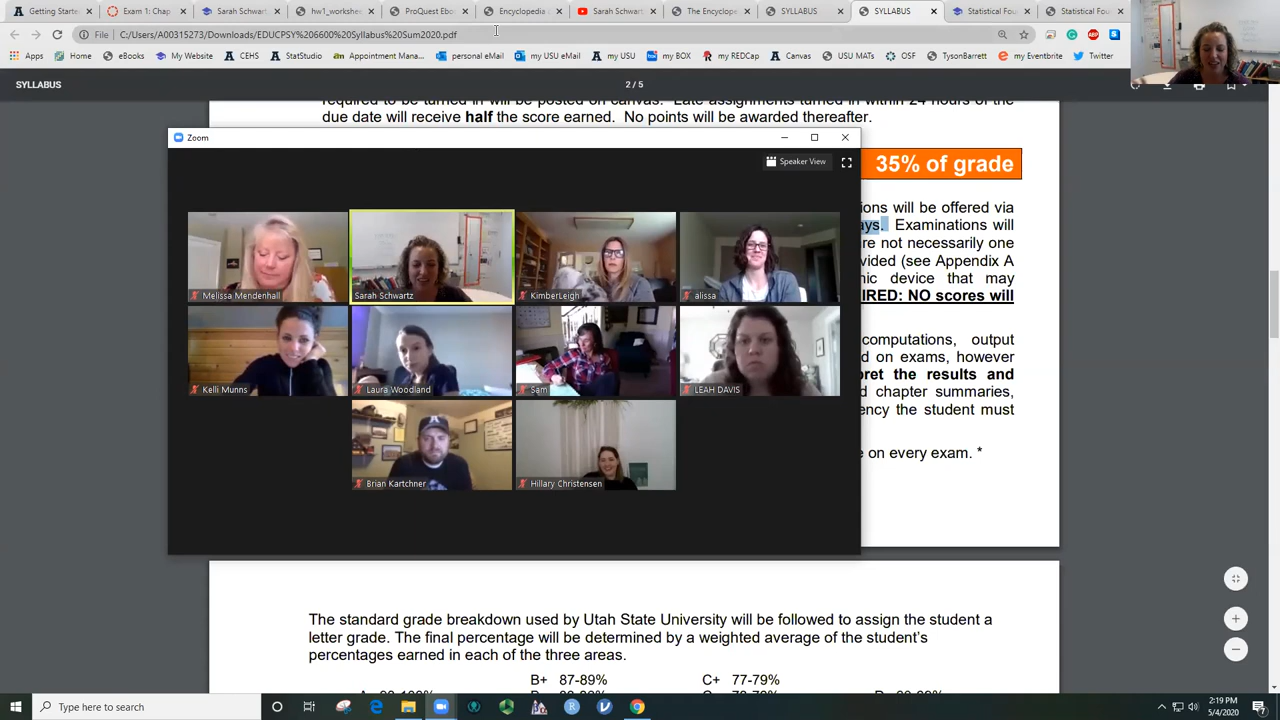 Getting Starte
Exam 1: Chap
Sarah Schwart
hw1_workshee
ProQuest Eboo
Encyclopedia
Sarah Schwart
The Encyclope
SYLLABUS
SYLLABUS
Statistical Fou
Statistical Fou
File
C:/Users/A00315273/Downloads/EDUCPSY%206600%20Syllabus%20Sum2020.pdf
Apps
Home
eBooks
My Website
CEHS
StatStudio
Appointment Mana...
personal eMail
my USU eMail
my USU
my BOX
my REDCap
Canvas
USU MATs
OSF
TysonBarrett
my Eventbrite
Twitter
SYLLABUS
2/5
required to be turned in will be posted on canvas. Late assignments turned in within 24 hours of the
due date will receive half the score earned. No points will be awarded thereafter.
Zoom
Speaker View
35% of grade
ions will be offered via
ays. Examinations will
re not necessarily one
ovided (see Appendix A
nic device that may
IRED: NO scores will
computations, output
d on exams, however
pret the results and
d chapter summaries,
ency the student must
e on every exam. *
Melissa Mendenhall
Sarah Schwartz
KimberLeigh
alissa
Kelli Munns
Laura Woodland
Sam
LEAH DAVIS
Brian Kartchner
Hillary Christensen
The standard grade breakdown used by Utah State University will be followed to assign the student a
letter grade. The final percentage will be determined by a weighted average of the student's
percentages earned in each of the three areas.
B+ 87-89%
C+ 77-79%
Type here to search
2:19 PM
5/4/2020